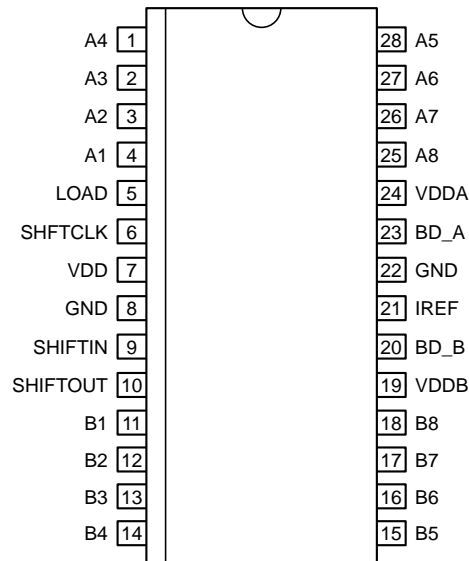 A4 1 28 A5
A3 2 27 A6
A2 3 26 A7
A1 4 25 A8
LOAD 5 24 VDDA
SHFTCLK 6 23 BD_A
VDD 7 22 GND
GND 8 21 IREF
SHIFTIN 9 20 BD_B
SHIFTOUT 10 19 VDDB
B1 11 18 B8
B2 12 17 B7
B3 13 16 B6
B4 14 15 B5